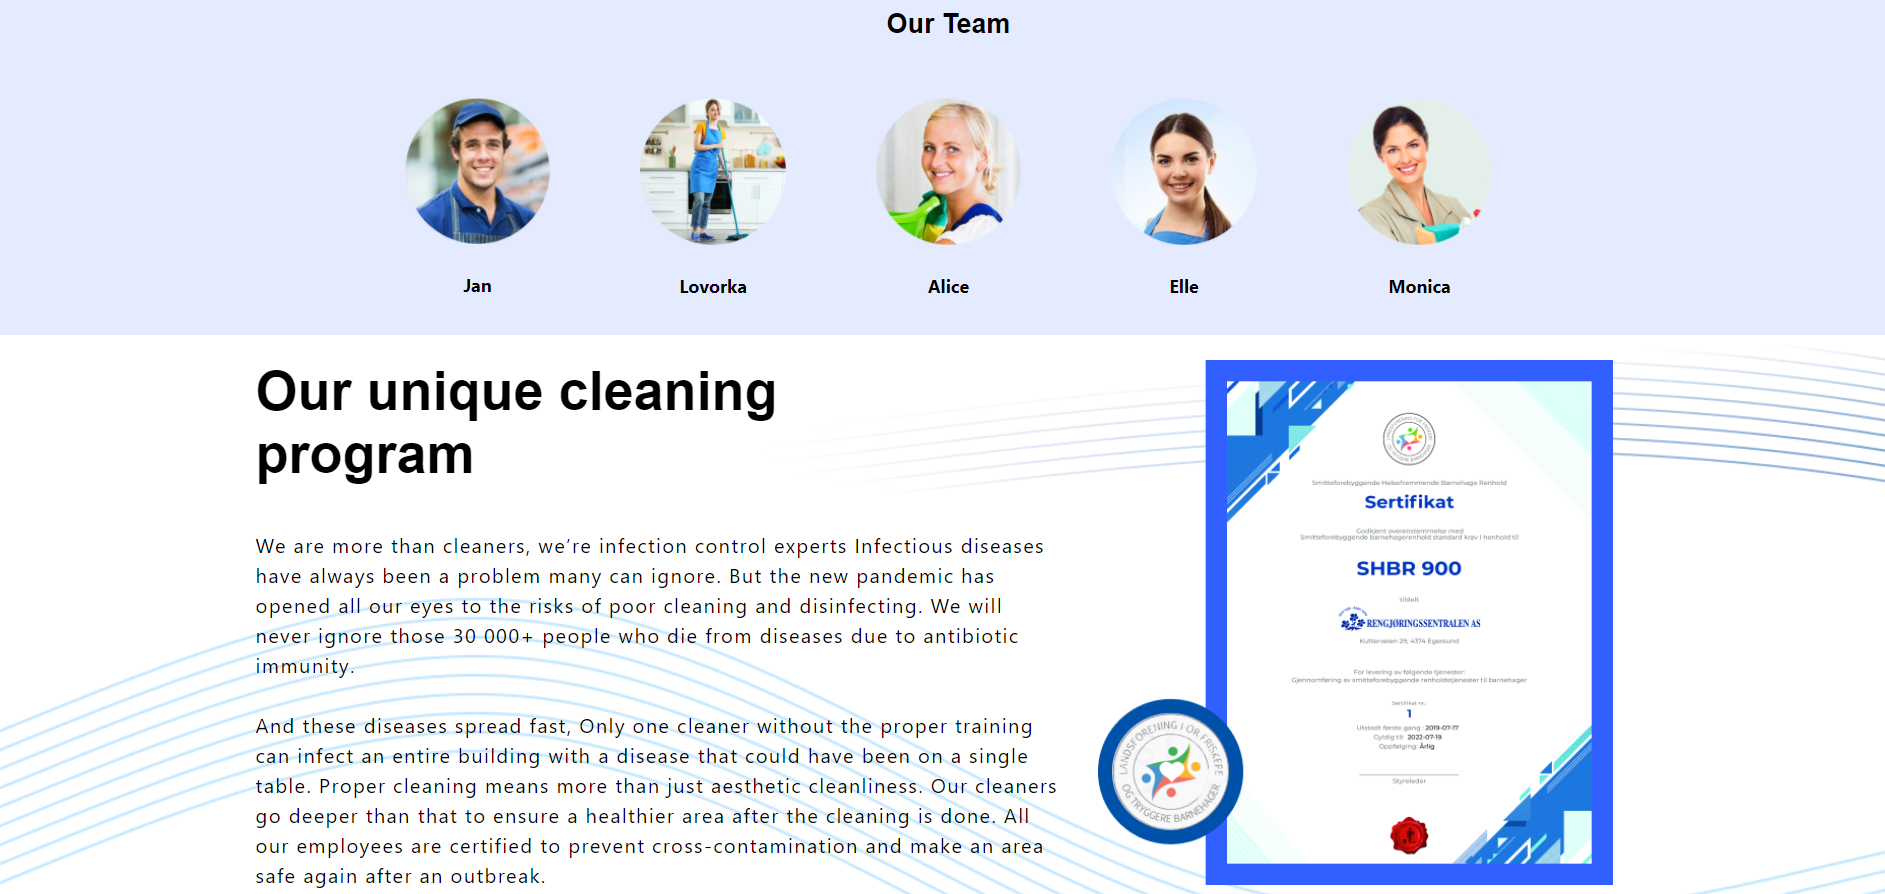 Our Team
Jan
Lovorka
Alice
Elle
Monica
Our unique cleaning
program
We are more than cleaners, we’re infection control experts Infectious diseases
have always been a problem many can ignore. But the new pandemic has
opened all our eyes to the risks of poor cleaning and disinfecting. We will
never ignore those 30 000+ people who die from diseases due to antibiotic
immunity.
And these diseases spread fast, Only one cleaner without the proper training
can infect an entire building with a disease that could have been on a single
table. Proper cleaning means more than just aesthetic cleanliness. Our cleaners
go deeper than that to ensure a healthier area after the cleaning is done. All
our employees are certified to prevent cross-contamination and make an area
safe again after an outbreak.
Smitteforebyggende Helsefremmende Barnehage Renhold
Sertifikat
Godkjent overenstemmelse med
Smitteforebyggende barnehagerenhold standard krav i henhold til
SHBR 900
tildelt
RENGJØRINGSSENTRALEN AS
Kutterveien 29, 4374 Egersund
For levering av følgende tjenester:
Gjennomføring av smitteforebyggende renholdstjenester til barnehager
Sertifikat nr.:
1
Utstedt første gang : 2019-07-17
Gyldig til: 2022-07-19
Oppfølging: Årlig
Styreleder
LANDSFORENING FOR FRISKERE
OG TRYGGERE BARNEHAGER